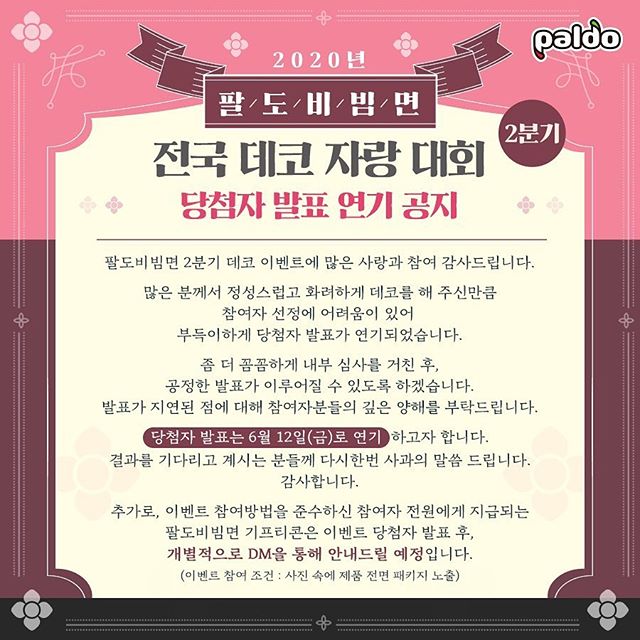 paldo
2020년
팔/도/비/빔/면
2분기
전국 데코 자랑 대회
당첨자 발표 연기 공지
팔도비빔면 2분기 데코 이벤트에 많은 사랑과 참여 감사드립니다.
많은 분께서 정성스럽고 화려하게 데코를 해 주신만큼
참여자 선정에 어려움이 있어
부득이하게 당첨자 발표가 연기되었습니다.
좀 더 꼼꼼하게 내부 심사를 거친 후,
공정한 발표가 이루어질 수 있도록 하겠습니다.
발표가 지연된 점에 대해 참여자분들의 깊은 양해를 부탁드립니다.
당첨자 발표는 6월 12일(금)로 연기 하고자 합니다.
결과를 기다리고 계시는 분들께 다시한번 사과의 말씀 드립니다.
감사합니다.
추가로, 이벤트 참여방법을 준수하신 참여자 전원에게 지급되는
팔도비빔면 기프티콘은 이벤트 당첨자 발표 후,
개별적으로 DM을 통해 안내드릴 예정입니다.
(이벤트 참여 조건 : 사진 속에 제품 전면 패키지 노출)